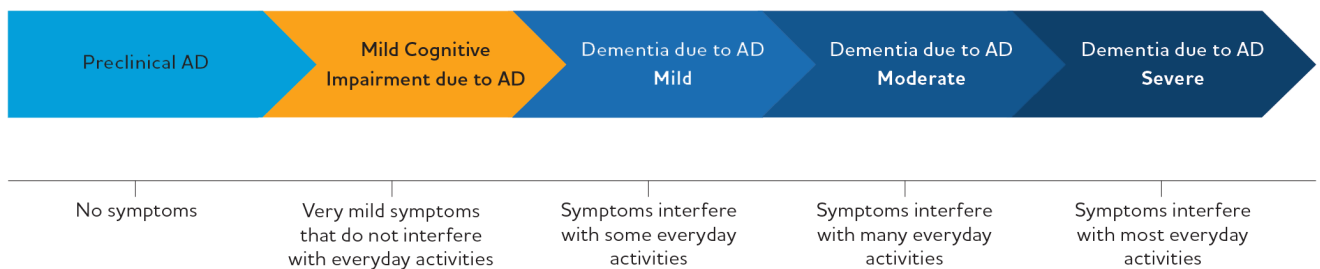 Preclinical AD
Mild Cognitive
Impairment due to AD
Dementia due to AD
Mild
Dementia due to AD
Moderate
Dementia due to AD
Severe
No symptoms
Very mild symptoms
that do not interfere
with everyday activities
Symptoms interfere
with some everyday
activities
Symptoms interfere
with many everyday
activities
Symptoms interfere
with most everyday
activities